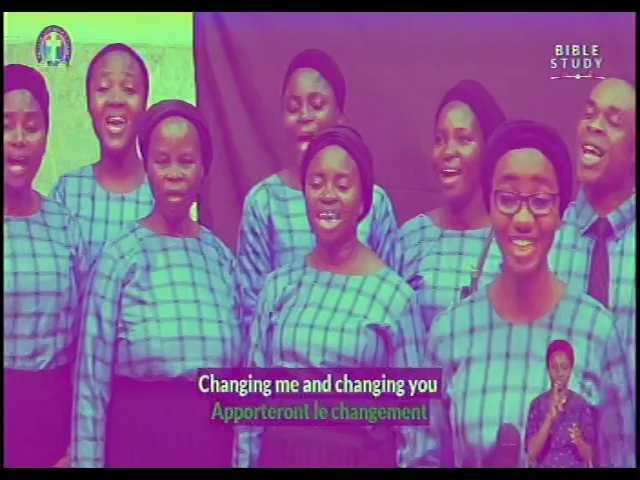 BIBLE
STUDY
Changing me and changing you
Apporteront le changement